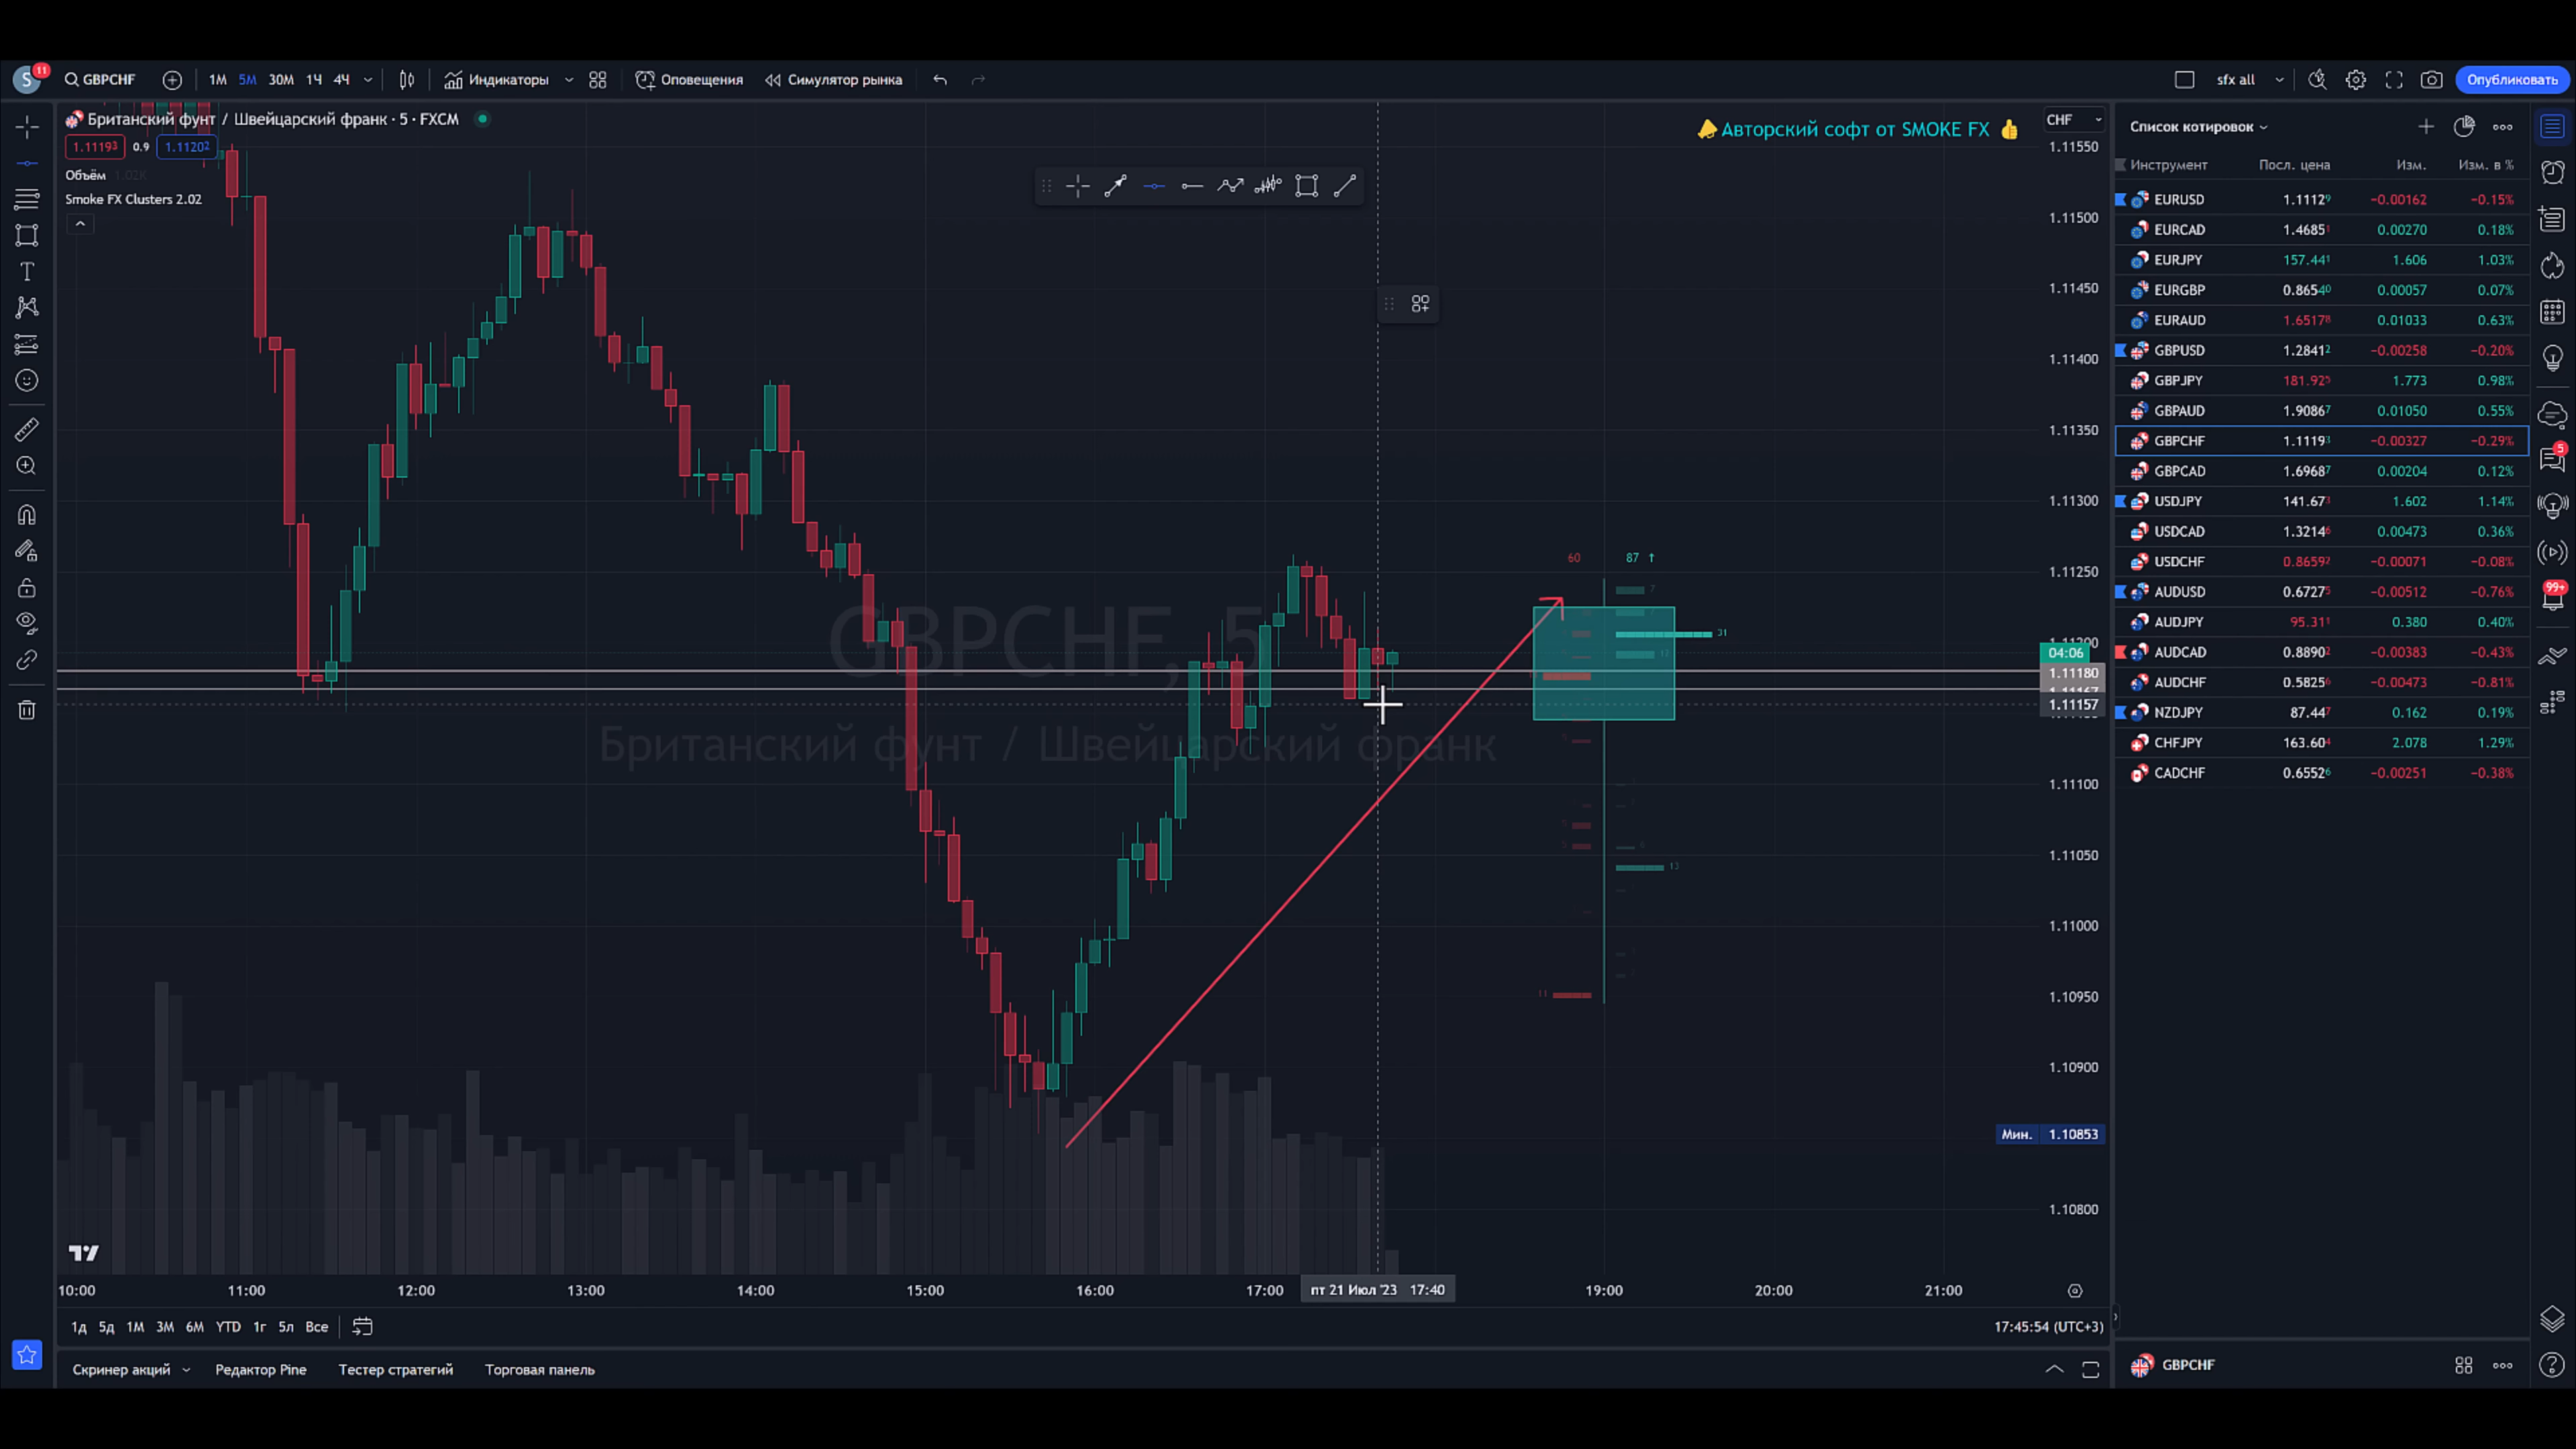 S 11 GBPCHF 1М 5М 30М 1Ч 4Ч Индикаторы Оповещения Симулятор рынка sfx all Опубликовать
Британский фунт / Швейцарский франк · 5 · FXCM
1.11193 0.9 1.11202
Объём 1.02K
Smoke FX Clusters 2.02
Авторский софт от SMOKE FX
CHF
1.11550
1.11500
1.11450
1.11400
1.11350
1.11300
1.11250
1.11200
04:06
1.11180
1.11157
1.11100
1.11050
1.11000
1.10950
1.10900
Мин. 1.10853
1.10800
GBPCHF, 5
Британский фунт / Швейцарский франк
60 87 ↑
7
31
13
11
10:00 11:00 12:00 13:00 14:00 15:00 16:00 17:00 пт 21 Июл '23 17:40 19:00 20:00 21:00
1д 5д 1М 3М 6М YTD 1г 5л Все
17:45:54 (UTC+3)
Скринер акций Редактор Pine Тестер стратегий Торговая панель
Список котировок
Инструмент Посл. цена Изм. Изм. в %
EURUSD 1.11129 −0.00162 −0.15%
EURCAD 1.46851 0.00270 0.18%
EURJPY 157.441 1.606 1.03%
EURGBP 0.86540 0.00057 0.07%
EURAUD 1.65178 0.01033 0.63%
GBPUSD 1.28412 −0.00258 −0.20%
GBPJPY 181.925 1.773 0.98%
GBPAUD 1.90867 0.01050 0.55%
GBPCHF 1.11193 −0.00327 −0.29%
GBPCAD 1.69687 0.00204 0.12%
USDJPY 141.673 1.602 1.14%
USDCAD 1.32146 0.00473 0.36%
USDCHF 0.86592 −0.00071 −0.08%
AUDUSD 0.67275 −0.00512 −0.76%
AUDJPY 95.311 0.380 0.40%
AUDCAD 0.88902 −0.00383 −0.43%
AUDCHF 0.58256 −0.00473 −0.81%
NZDJPY 87.447 0.162 0.19%
CHFJPY 163.604 2.078 1.29%
CADCHF 0.65526 −0.00251 −0.38%
GBPCHF
5
99+